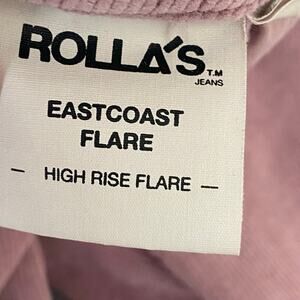 ROLLA'S T.M
JEANS
EASTCOAST
FLARE
- HIGH RISE FLARE -